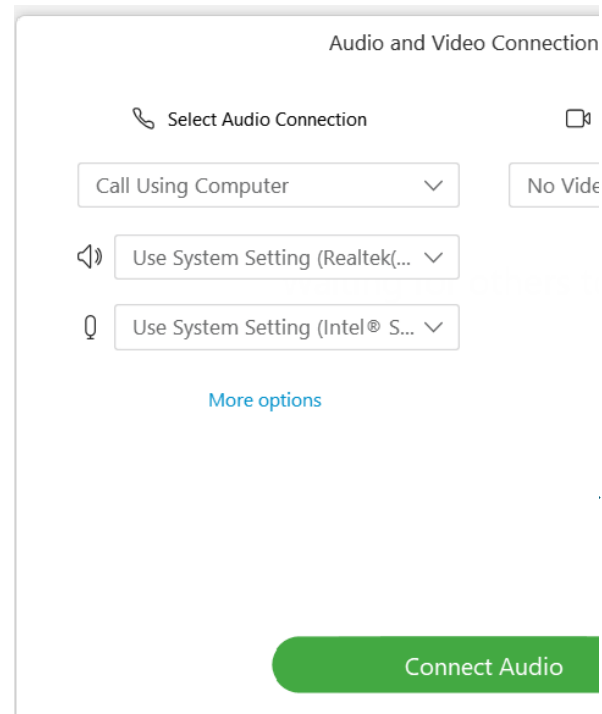 Audio and Video Connection
Select Audio Connection
Call Using Computer
No Vide
Use System Setting (Realtek(...
Use System Setting (Intel® S...
More options
Connect Audio